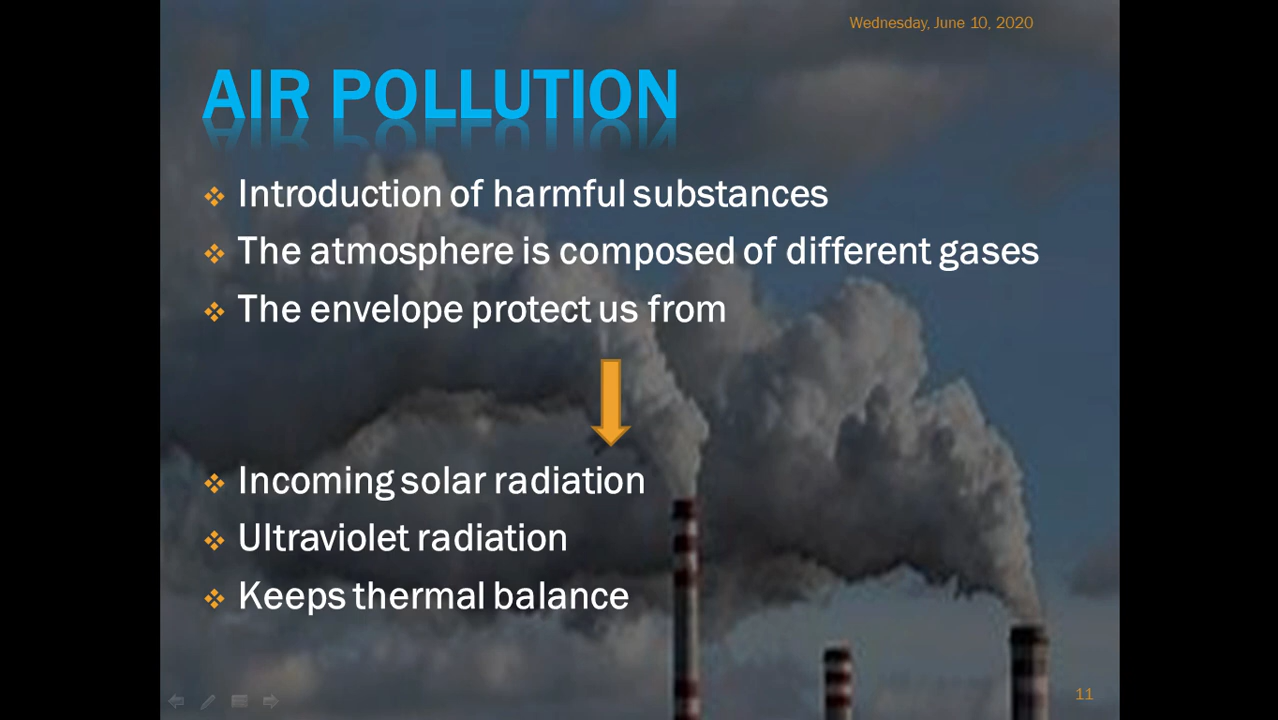 Wednesday, June 10, 2020
AIR POLLUTION
Introduction of harmful substances
The atmosphere is composed of different gases
The envelope protect us from
Incoming solar radiation
Ultraviolet radiation
Keeps thermal balance
11